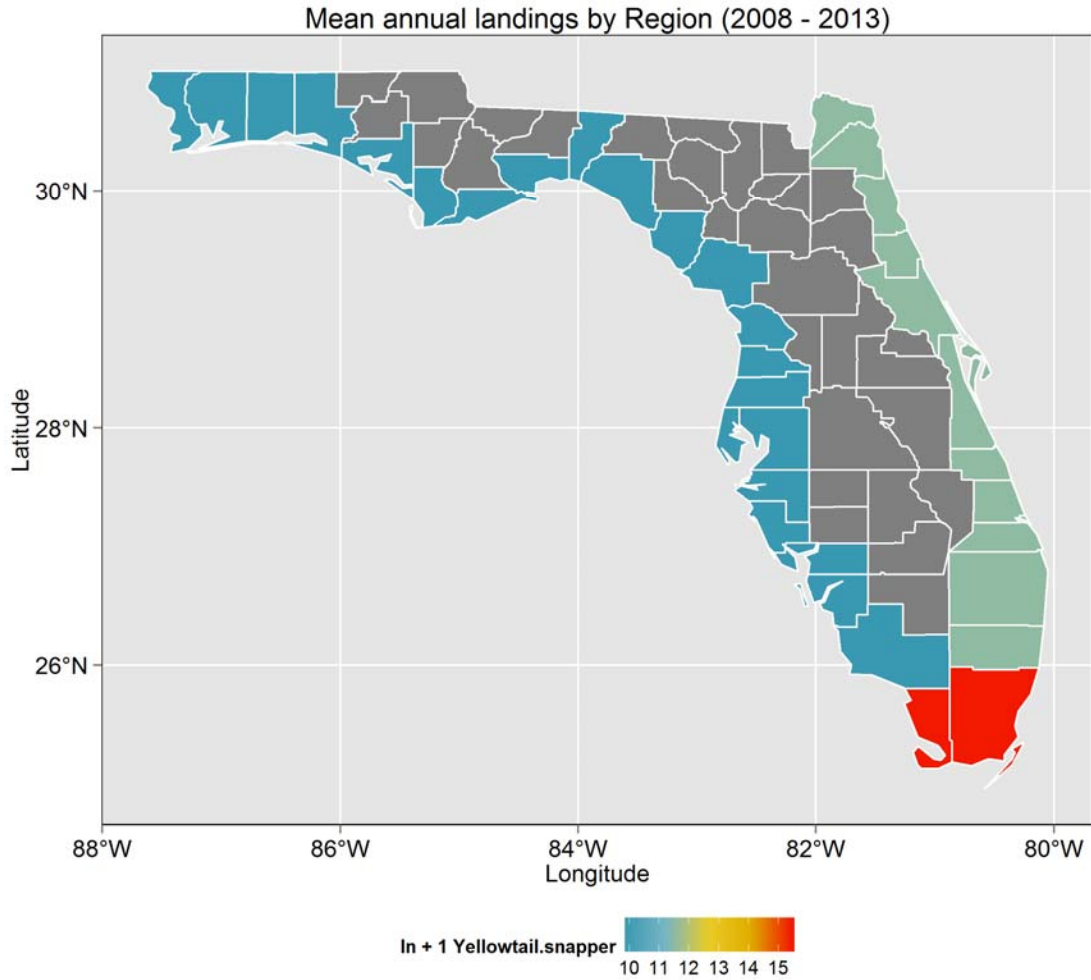 Mean annual landings by Region (2008 - 2013)
30°N
28°N
26°N
Latitude
88°W 86°W 84°W 82°W 80°W
Longitude
ln + 1 Yellowtail.snapper
10 11 12 13 14 15